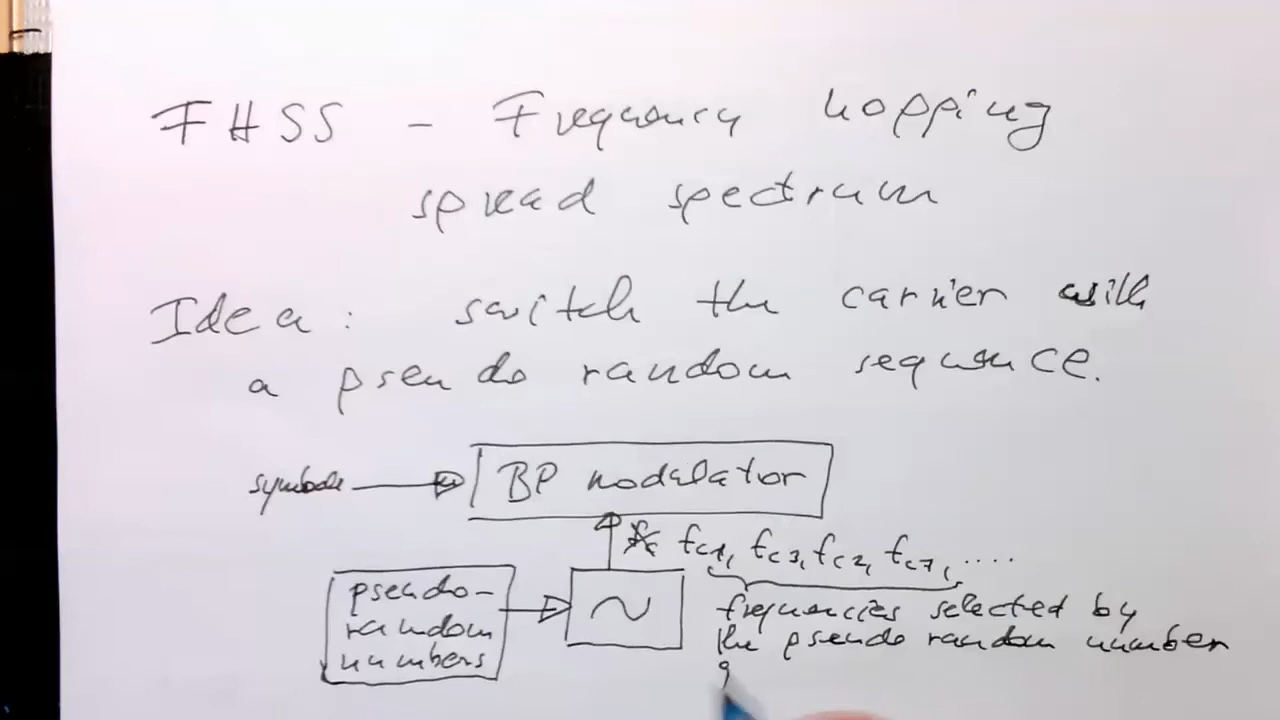 FHSS - Frequency hopping
spread spectrum
Idea: switch the carrier with
a pseudo random sequence.
symbols
BP modulator
fc1, fc3, fc2, fc7, ....
pseudo-
random
numbers
~
frequencies selected by
the pseudo random number
g